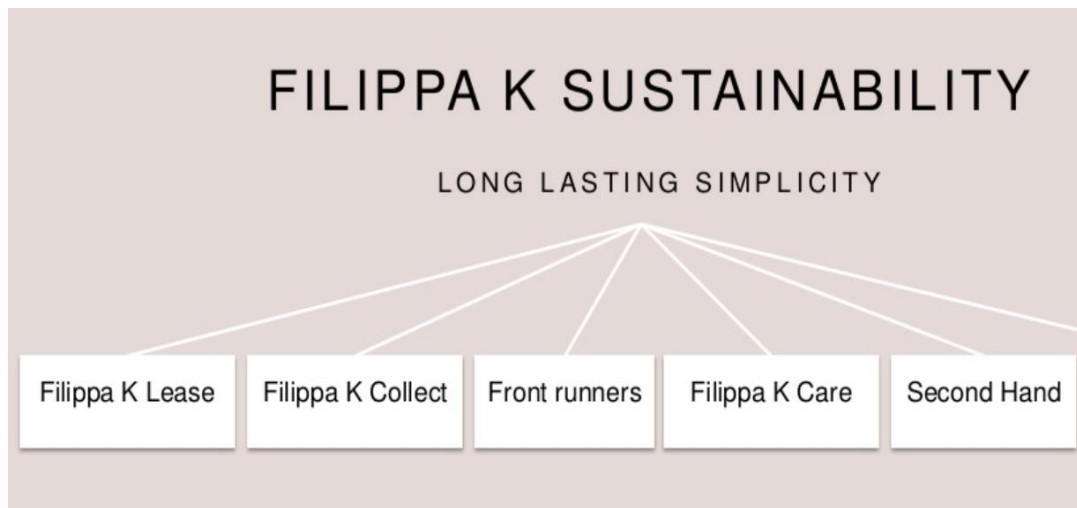 FILIPPA K SUSTAINABILITY
LONG LASTING SIMPLICITY
Filippa K Lease
Filippa K Collect
Front runners
Filippa K Care
Second Hand